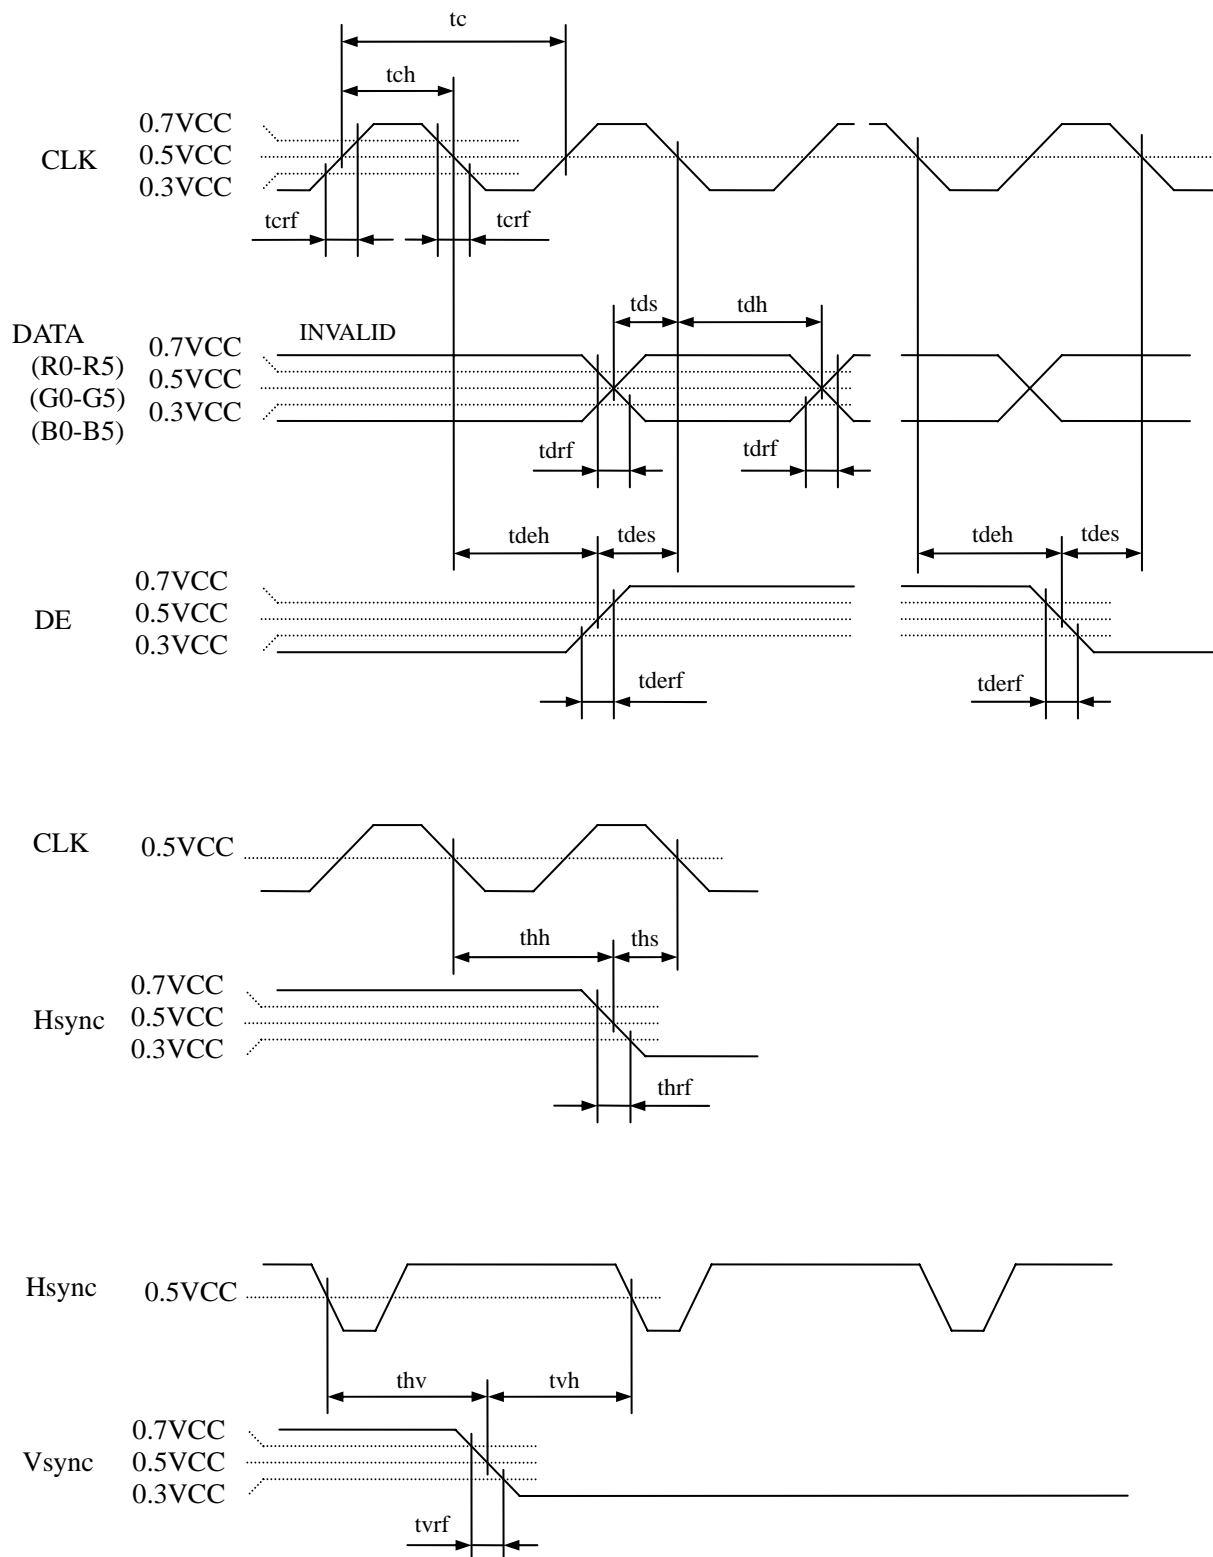 tc
tch
0.7VCC
CLK 0.5VCC
0.3VCC
tcrf tcrf
tds tdh
DATA INVALID
0.7VCC
(R0-R5)
0.5VCC
(G0-G5)
0.3VCC
(B0-B5)
tdrf tdrf
tdeh tdes tdeh tdes
0.7VCC
DE 0.5VCC
0.3VCC
tderf tderf
CLK 0.5VCC
thh ths
0.7VCC
Hsync 0.5VCC
0.3VCC
thrf
Hsync 0.5VCC
thv tvh
0.7VCC
Vsync 0.5VCC
0.3VCC
tvrf